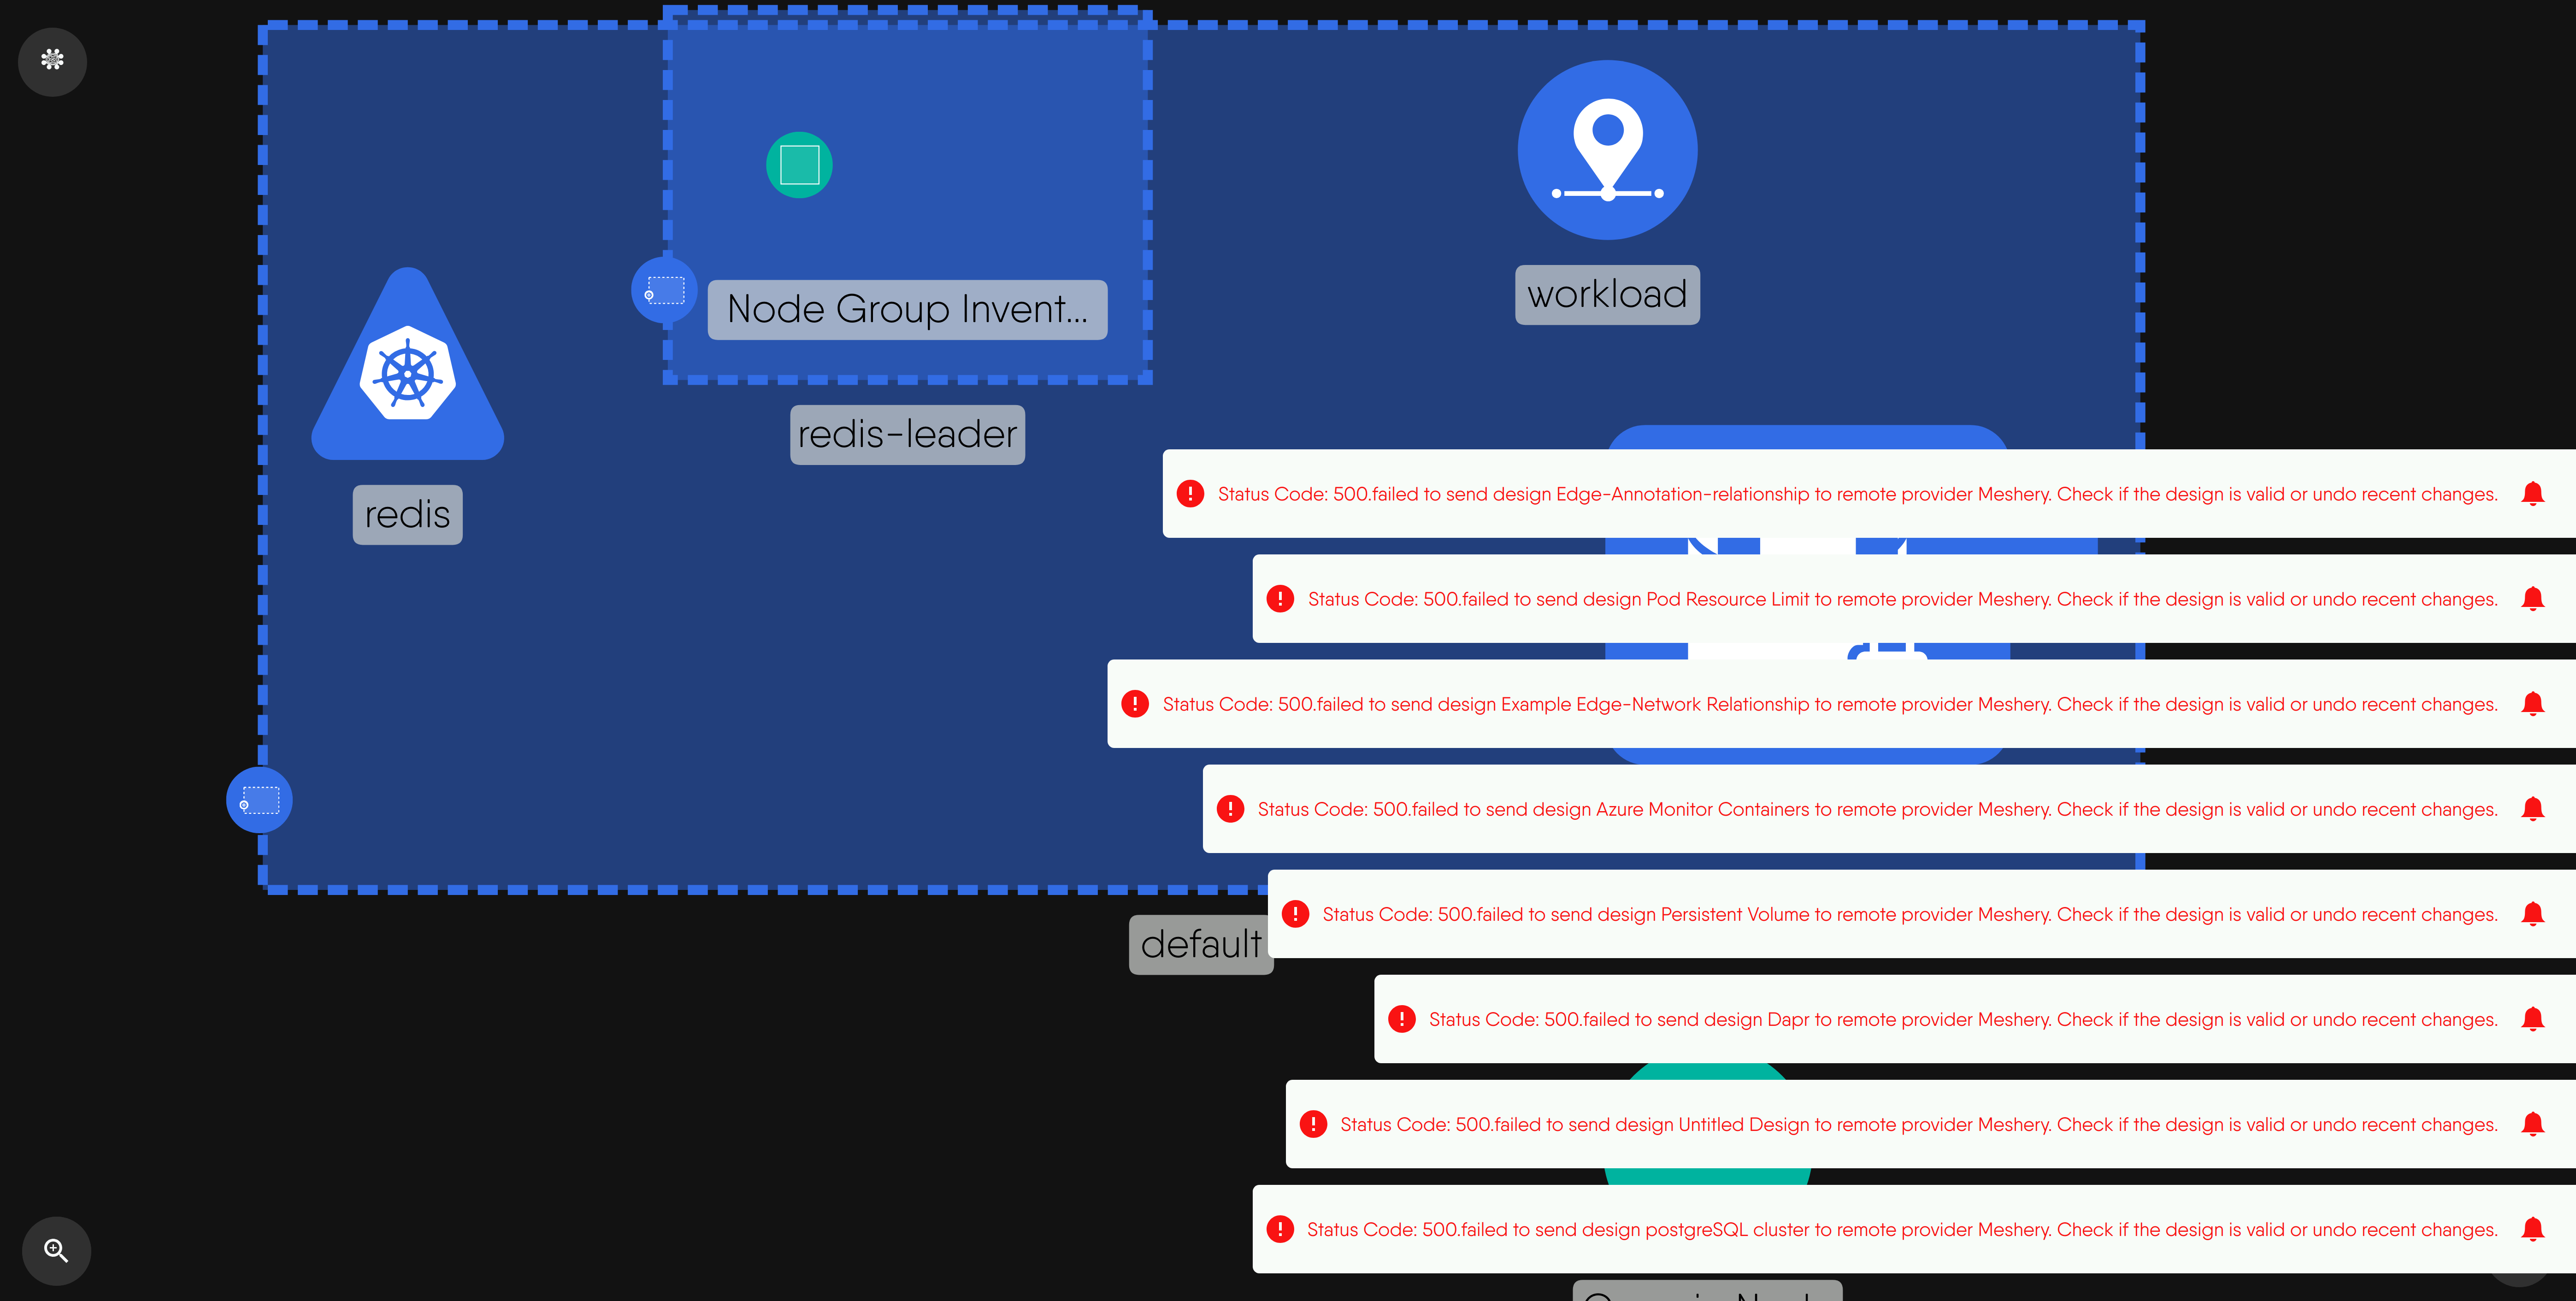 Node Group Invent...
workload
redis-leader
redis
Status Code: 500.failed to send design Edge-Annotation-relationship to remote provider Meshery. Check if the design is valid or undo recent changes.
Status Code: 500.failed to send design Pod Resource Limit to remote provider Meshery. Check if the design is valid or undo recent changes.
Status Code: 500.failed to send design Example Edge-Network Relationship to remote provider Meshery. Check if the design is valid or undo recent changes.
Status Code: 500.failed to send design Azure Monitor Containers to remote provider Meshery. Check if the design is valid or undo recent changes.
Status Code: 500.failed to send design Persistent Volume to remote provider Meshery. Check if the design is valid or undo recent changes.
default
Status Code: 500.failed to send design Dapr to remote provider Meshery. Check if the design is valid or undo recent changes.
Status Code: 500.failed to send design Untitled Design to remote provider Meshery. Check if the design is valid or undo recent changes.
Status Code: 500.failed to send design postgreSQL cluster to remote provider Meshery. Check if the design is valid or undo recent changes.